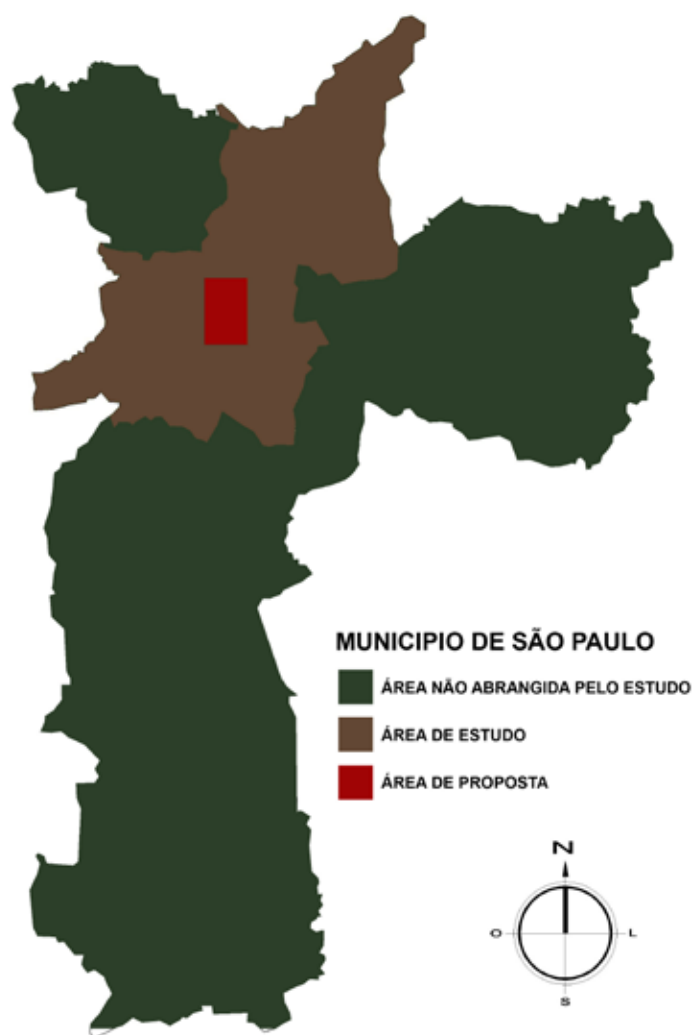 MUNICIPIO DE SÃO PAULO
ÁREA NÃO ABRANGIDA PELO ESTUDO
ÁREA DE ESTUDO
ÁREA DE PROPOSTA
N
O
L
S